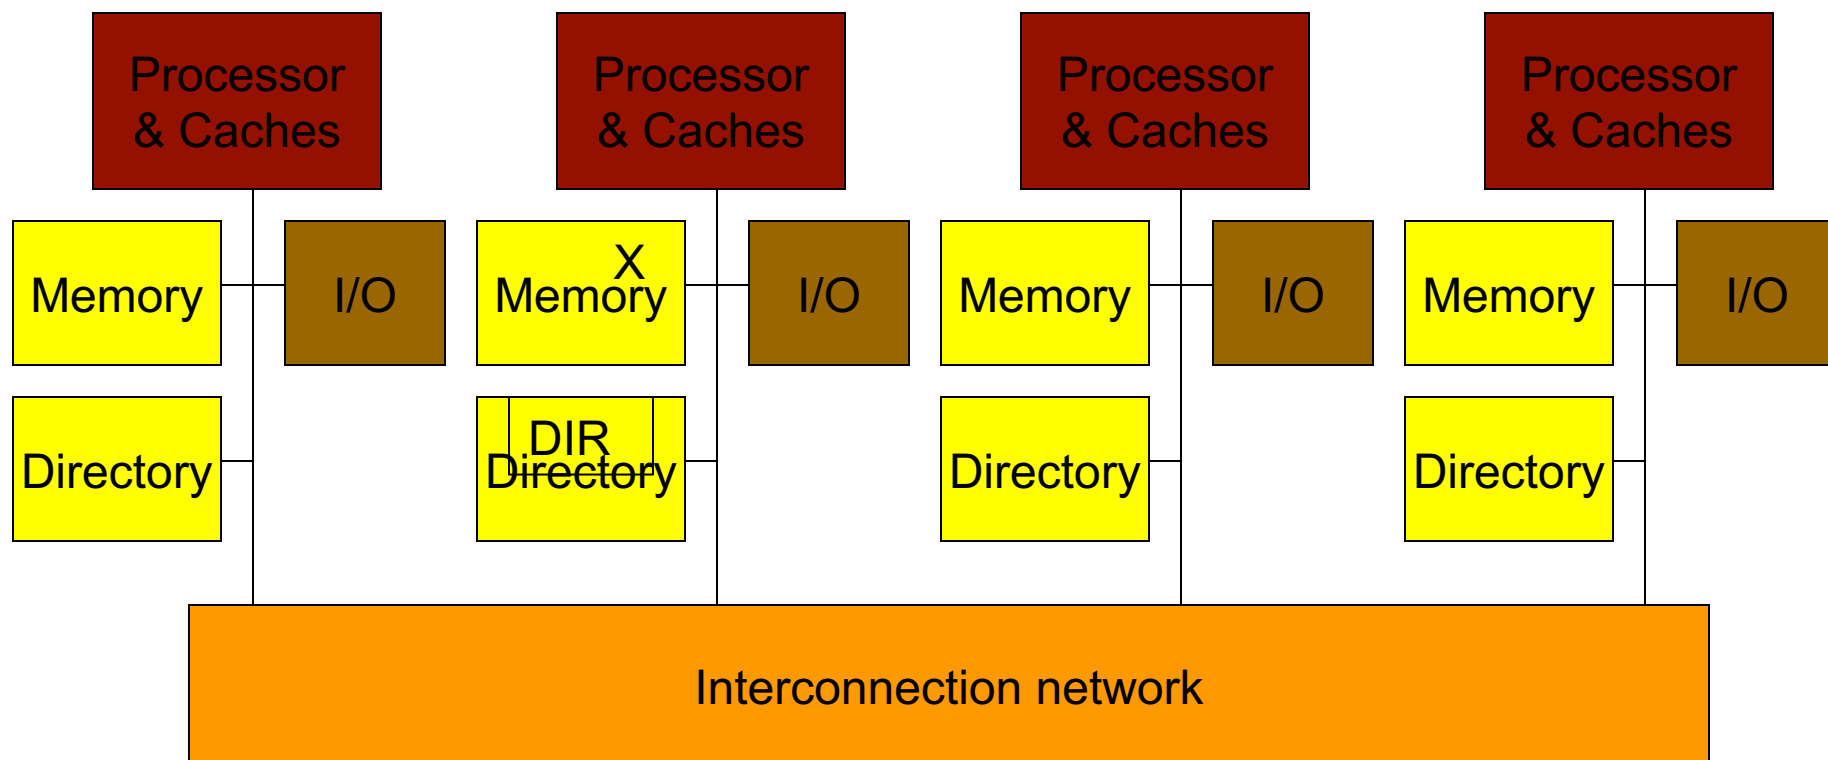 Processor
& Caches
Processor
& Caches
Processor
& Caches
Processor
& Caches
Memory
I/O
X
Memory
I/O
Memory
I/O
Memory
I/O
Directory
DIR
Directory
Directory
Directory
Interconnection network